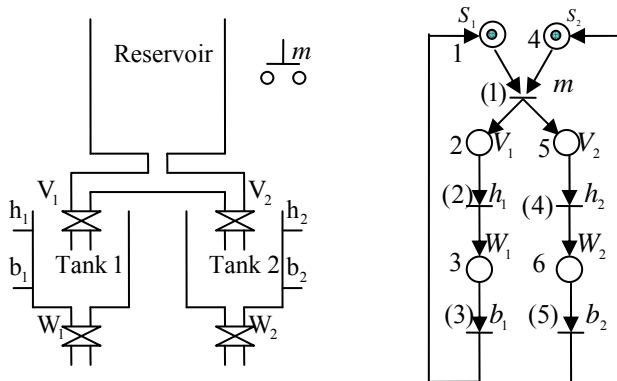 Reservoir
m
V₁
V₂
h₁
h₂
Tank 1
Tank 2
b₁
b₂
W₁
W₂
S₁
S₂
1
4
(1)
m
2
V₁
5
V₂
(2)
h₁
(4)
h₂
W₁
W₂
3
6
(3)
b₁
(5)
b₂